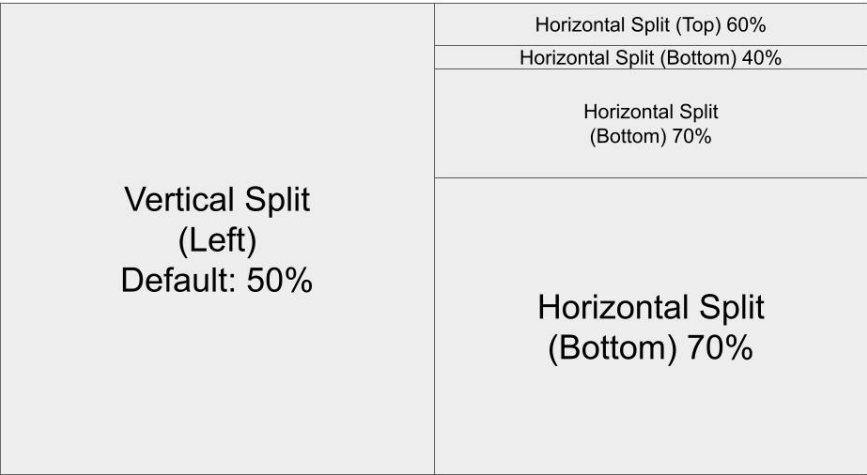 Vertical Split
(Left)
Default: 50%
Horizontal Split (Top) 60%
Horizontal Split (Bottom) 40%
Horizontal Split
(Bottom) 70%
Horizontal Split
(Bottom) 70%